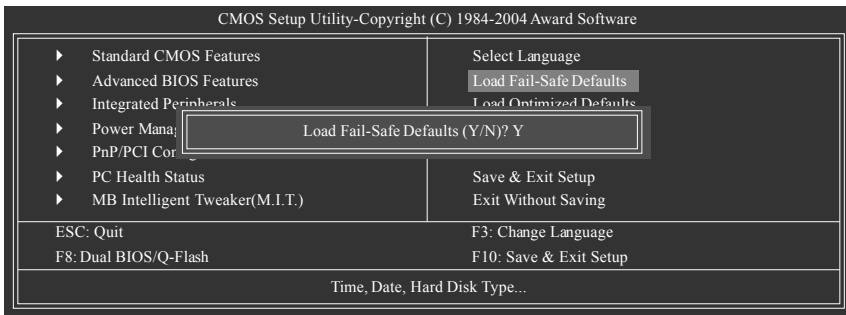 CMOS Setup Utility-Copyright (C) 1984-2004 Award Software
Standard CMOS Features
Advanced BIOS Features
Integrated Peripherals
Power
PnP/PCI
PC Health Status
MB Intelligent Tweaker(M.I.T.)
Select Language
Load Fail-Safe Defaults
Load Optimized Defaults
Load Fail-Safe Defaults (Y/N)? Y
Save & Exit Setup
Exit Without Saving
ESC: Quit
F3: Change Language
F8: Dual BIOS/Q-Flash
F10: Save & Exit Setup
Time, Date, Hard Disk Type...